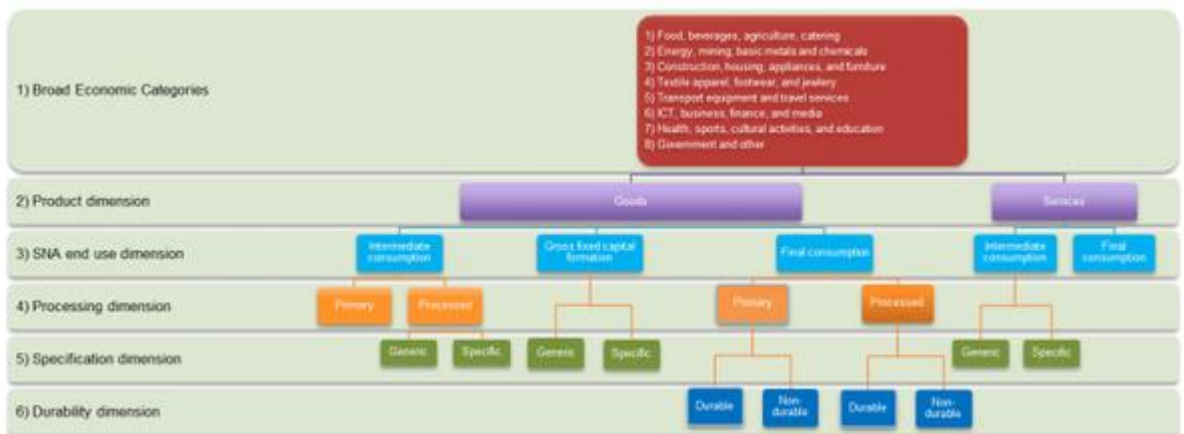 1) Broad Economic Categories
1) Food, beverages, agriculture, catering
2) Energy, mining, basic metals and chemicals
3) Construction, housing, appliances, and furniture
4) Textile apparel, footwear, and jewlery
5) Transport equipment and travel services
6) ICT, business, finance, and media
7) Health, sports, cultural activities, and education
8) Government and other
2) Product dimension
Goods
Services
3) SNA end use dimension
Intermediate
consumption
Gross fixed capital
formation
Final consumption
Intermediate
consumption
Final
consumption
4) Processing dimension
Primary
Processed
Primary
Processed
5) Specification dimension
Generic
Specific
Generic
Specific
Generic
Specific
6) Durability dimension
Durable
Non-
durable
Durable
Non-
durable